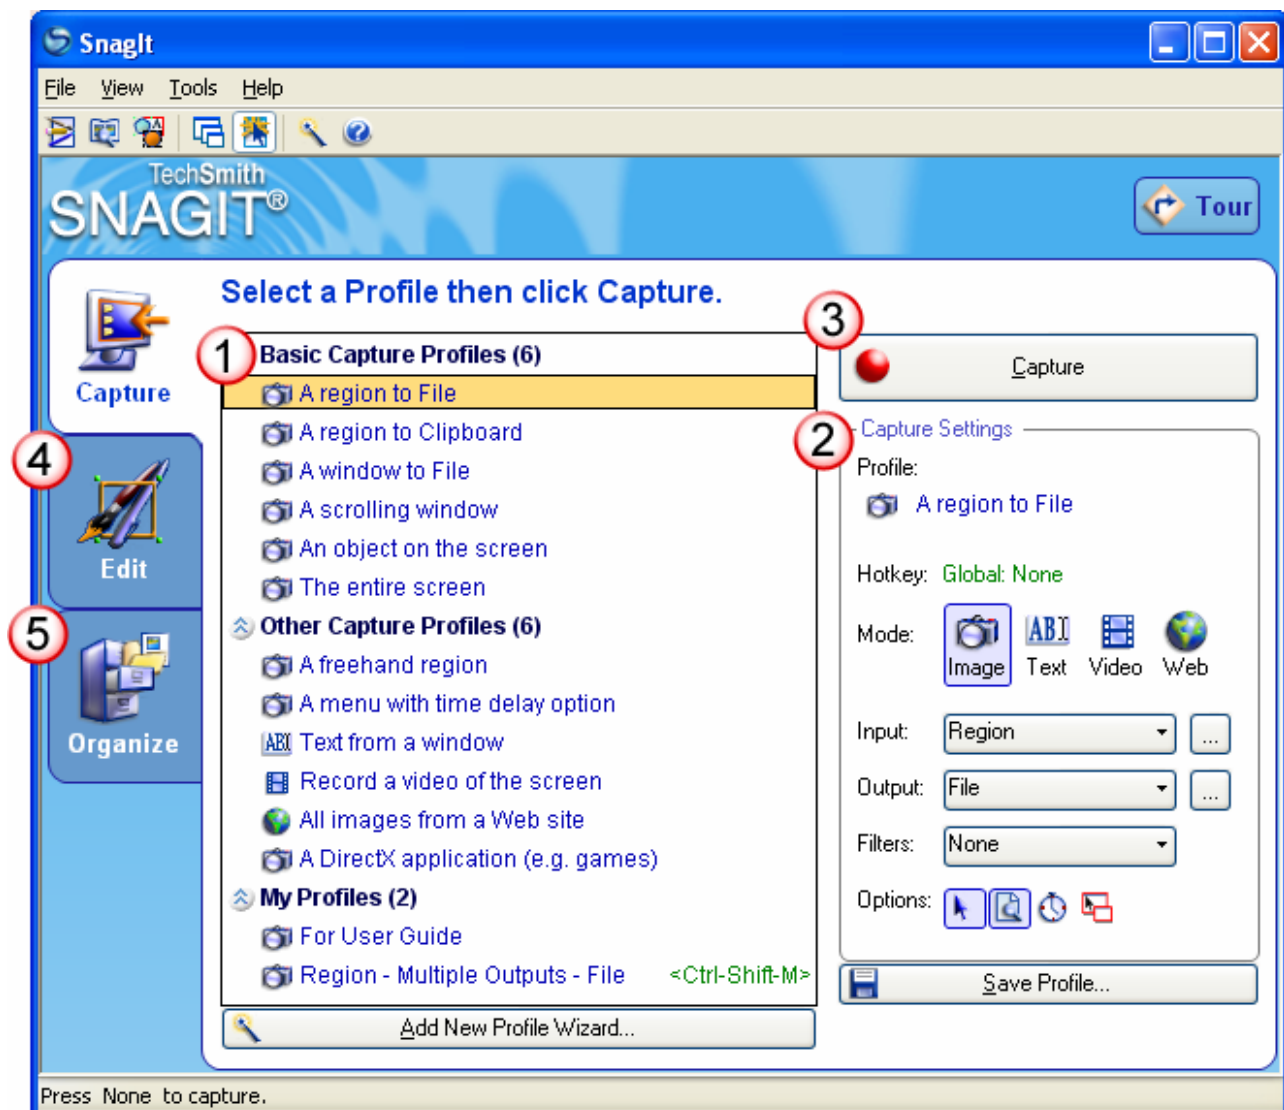 SnagIt
File View Tools Help
TechSmith
SNAGIT®
Tour
Select a Profile then click Capture.
Capture
4
Edit
5
Organize
1
Basic Capture Profiles (6)
A region to File
A region to Clipboard
A window to File
A scrolling window
An object on the screen
The entire screen
Other Capture Profiles (6)
A freehand region
A menu with time delay option
ABI Text from a window
Record a video of the screen
All images from a Web site
A DirectX application (e.g. games)
My Profiles (2)
For User Guide
Region - Multiple Outputs - File <Ctrl-Shift-M>
Add New Profile Wizard...
3
Capture
2
Capture Settings
Profile:
A region to File
Hotkey: Global: None
Mode:
ABI
Image Text Video Web
Input: Region ...
Output: File ...
Filters: None
Options:
Save Profile...
Press None to capture.